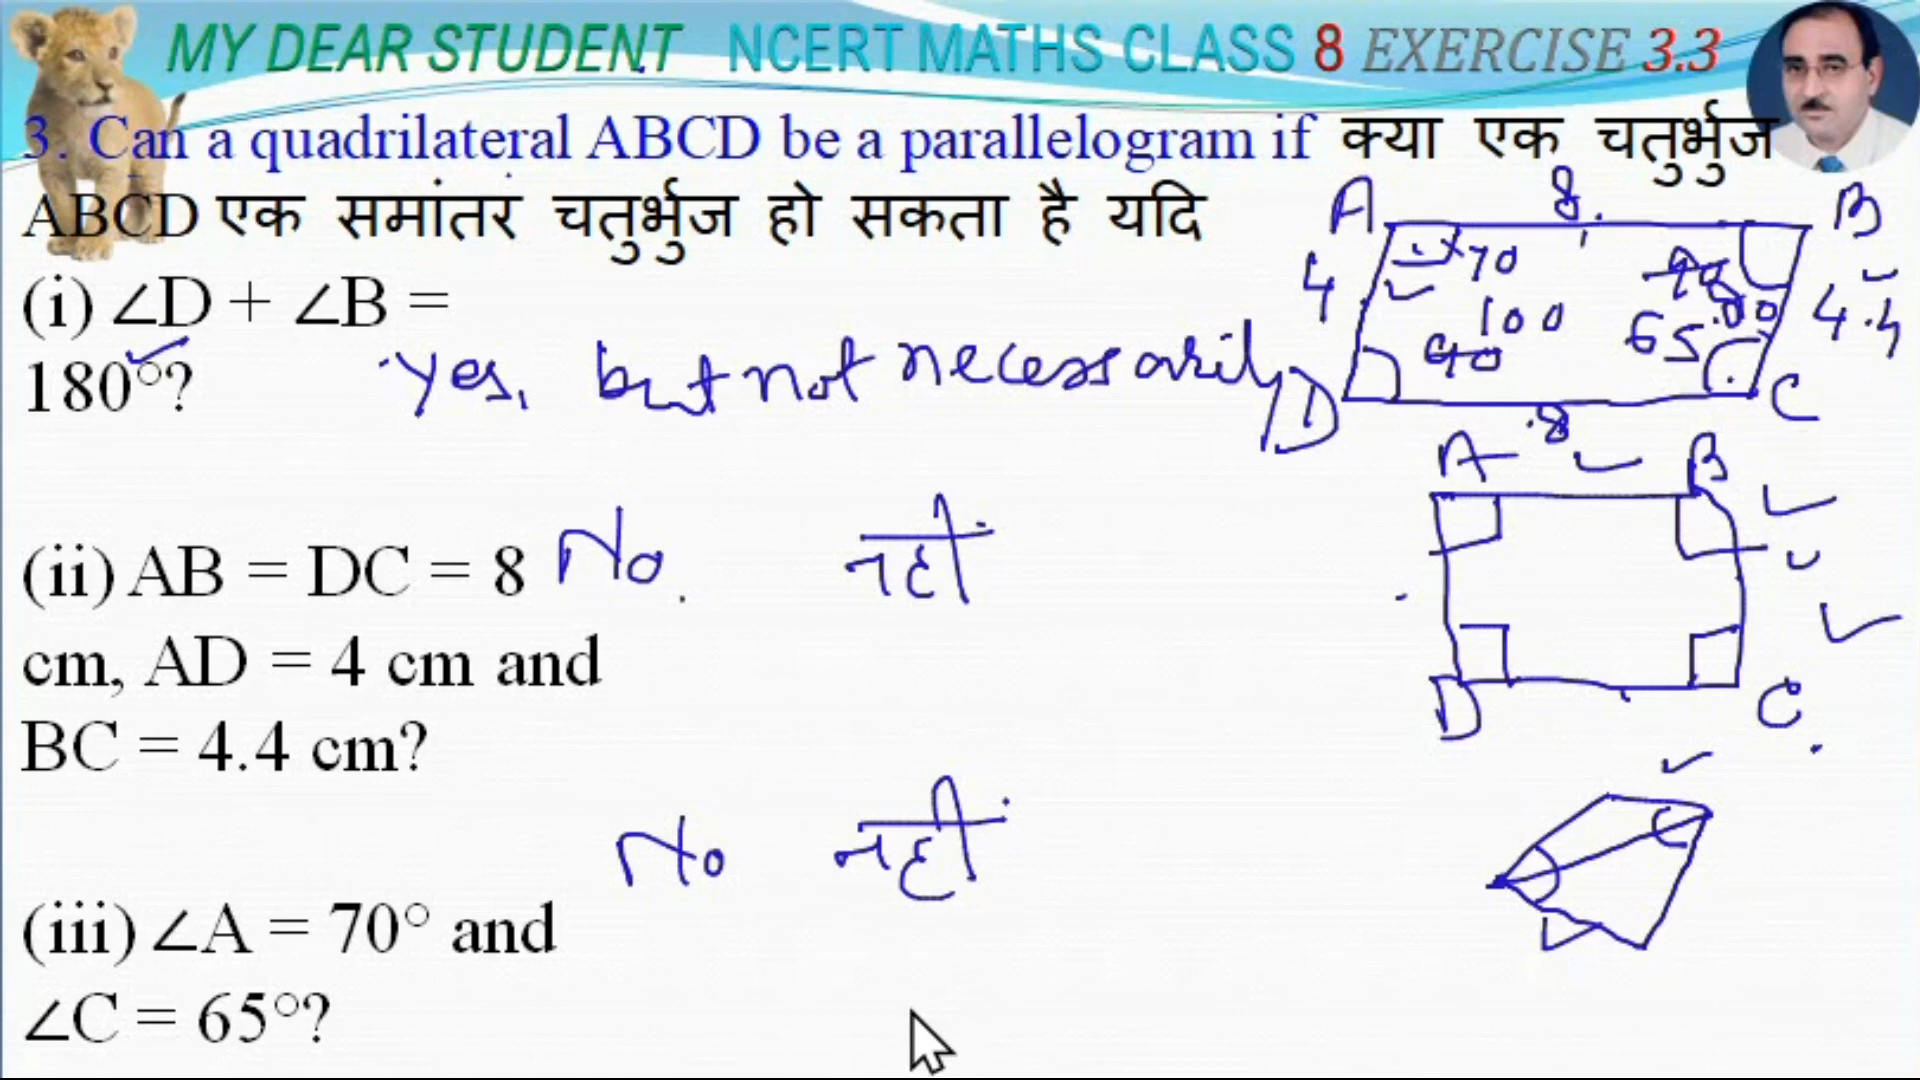 MY DEAR STUDENT NCERT MATHS CLASS 8 EXERCISE 3.3
3. Can a quadrilateral ABCD be a parallelogram if क्या एक चतुर्भुज
ABCD एक समांतर चतुर्भुज हो सकता है यदि
(i) ∠D + ∠B =
180°?
Yes, but not necessarily
(ii) AB = DC = 8
No. नहीं
cm, AD = 4 cm and
BC = 4.4 cm?
No नहीं
(iii) ∠A = 70° and
∠C = 65°?
A 8 B
70
4 100 65 4.4
90
D 8 C
A B
D C